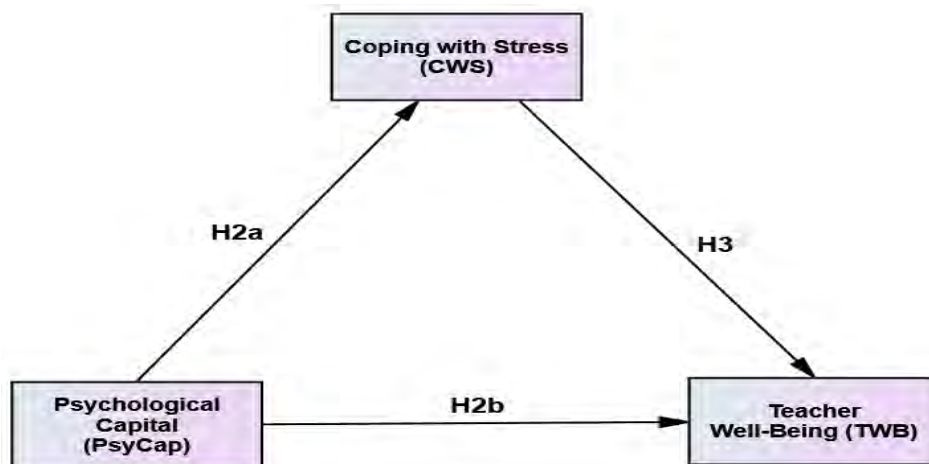 Coping with Stress
(CWS)
H2a
H3
Psychological
Capital
(PsyCap)
H2b
Teacher
Well-Being (TWB)